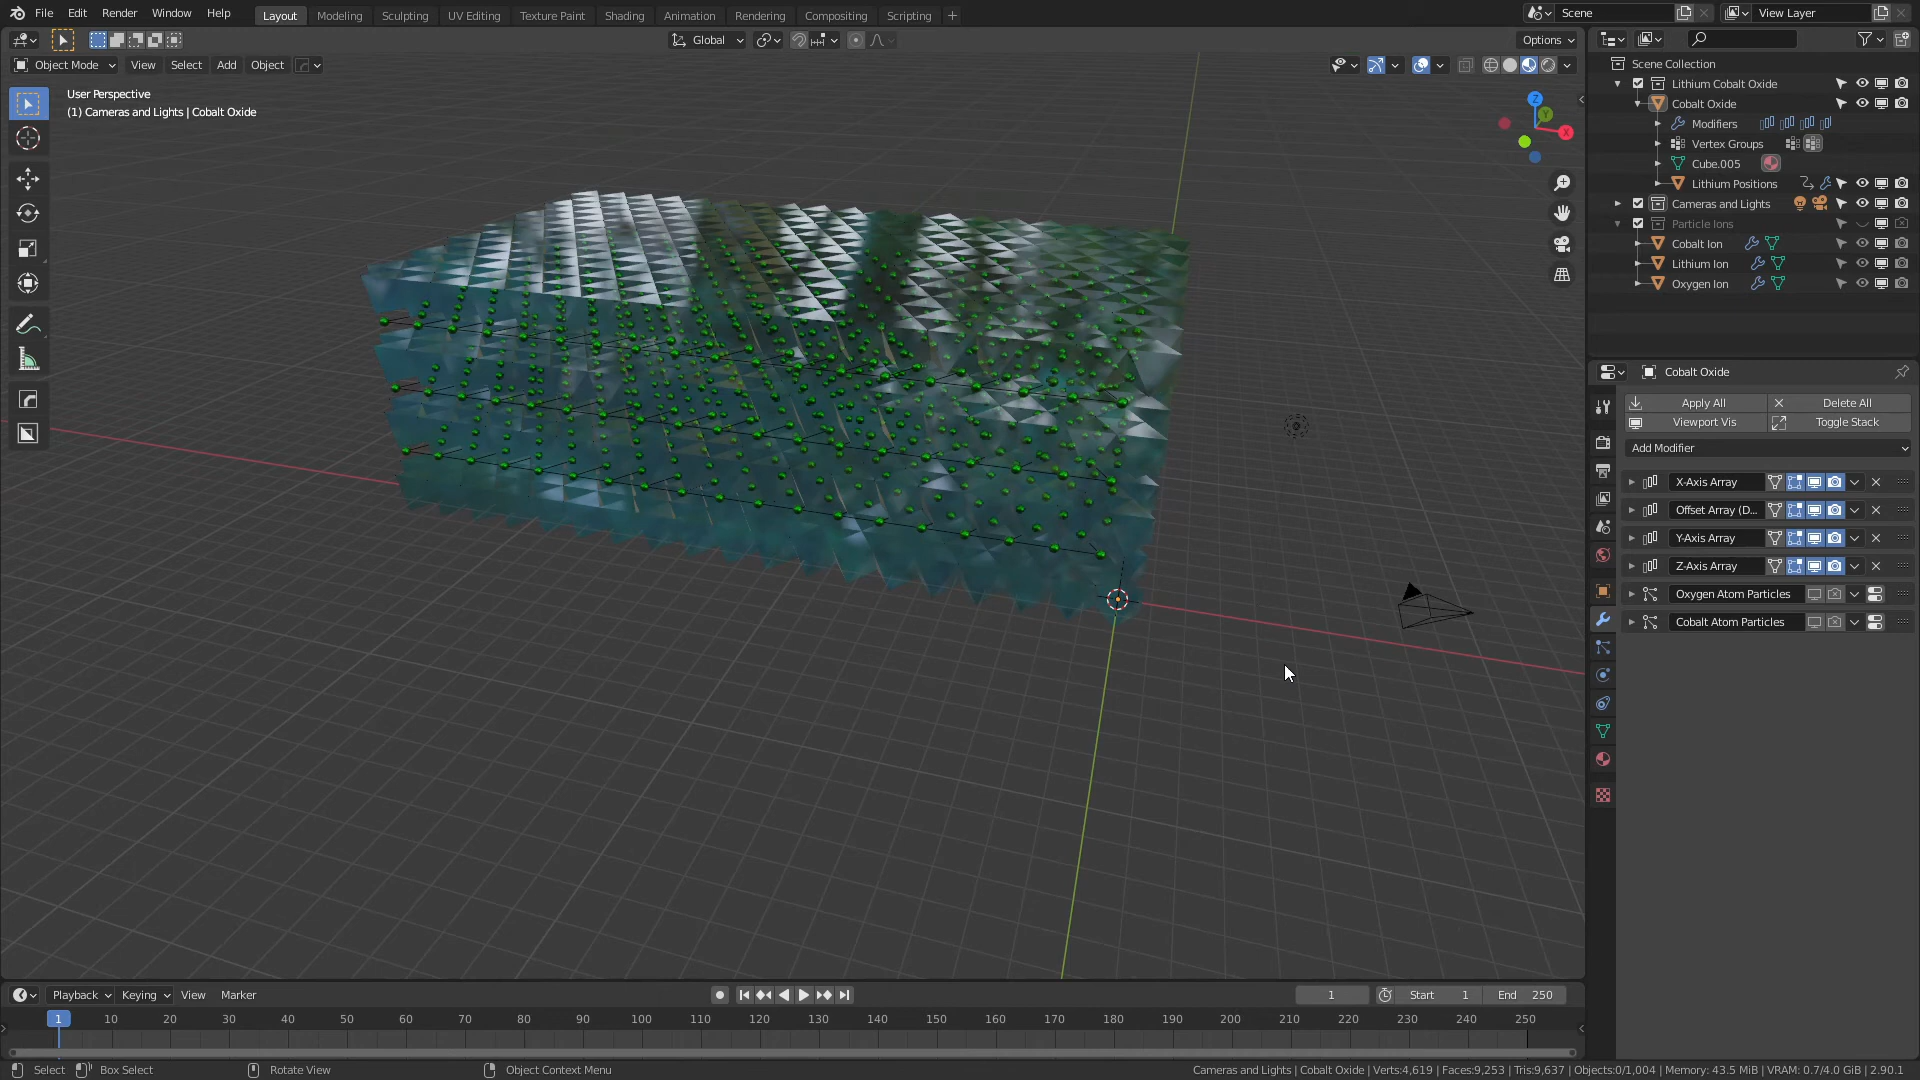 File Edit Render Window Help Layout Modeling Sculpting UV Editing Texture Paint Shading Animation Rendering Compositing Scripting + Scene View Layer
Global Options
Object Mode View Select Add Object
User Perspective
(1) Cameras and Lights | Cobalt Oxide
Z
Y
X
Scene Collection
Lithium Cobalt Oxide
Cobalt Oxide
Modifiers
Vertex Groups
Cube.005
Lithium Positions
Cameras and Lights
Particle Ions
Cobalt Ion
Lithium Ion
Oxygen Ion
Cobalt Oxide
Apply All Delete All
Viewport Vis Toggle Stack
Add Modifier
X-Axis Array
Offset Array (D...
Y-Axis Array
Z-Axis Array
Oxygen Atom Particles
Cobalt Atom Particles
Playback Keying View Marker 1 Start 1 End 250
1 10 20 30 40 50 60 70 80 90 100 110 120 130 140 150 160 170 180 190 200 210 220 230 240 250
Select Box Select Rotate View Object Context Menu Cameras and Lights | Cobalt Oxide | Verts:4,619 | Faces:9,253 | Tris:9,637 | Objects:0/1,004 | Memory: 43.5 MiB | VRAM: 0.7/4.0 GiB | 2.90.1